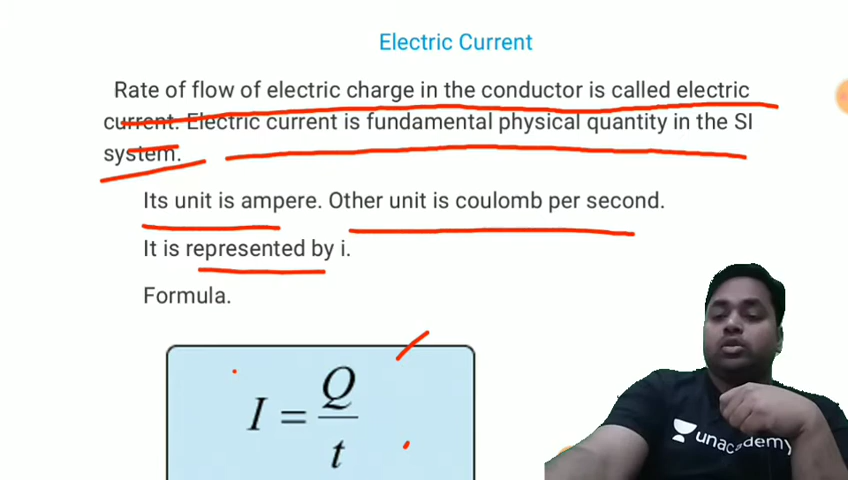 Electric Current
Rate of flow of electric charge in the conductor is called electric
current. Electric current is fundamental physical quantity in the SI
system.
Its unit is ampere. Other unit is coulomb per second.
It is represented by i.
Formula.
I = Q
t
unacademy